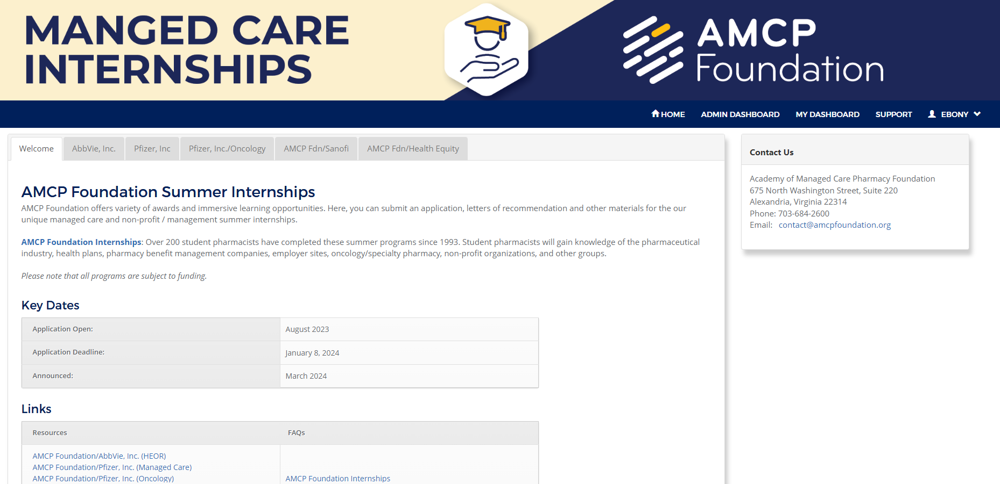 MANGED CARE
INTERNSHIPS
AMCP
Foundation
HOME
ADMIN DASHBOARD
MY DASHBOARD
SUPPORT
EBONY
Welcome
AbbVie, Inc.
Pfizer, Inc
Pfizer, Inc./Oncology
AMCP Fdn/Sanofi
AMCP Fdn/Health Equity
AMCP Foundation Summer Internships
AMCP Foundation offers variety of awards and immersive learning opportunities. Here, you can submit an application, letters of recommendation and other materials for the our
unique managed care and non-profit / management summer internships.
AMCP Foundation Internships: Over 200 student pharmacists have completed these summer programs since 1993. Student pharmacists will gain knowledge of the pharmaceutical
industry, health plans, pharmacy benefit management companies, employer sites, oncology/specialty pharmacy, non-profit organizations, and other groups.
Please note that all programs are subject to funding.
Key Dates
Application Open: August 2023
Application Deadline: January 8, 2024
Announced: March 2024
Links
Resources FAQs
AMCP Foundation/AbbVie, Inc. (HEOR)
AMCP Foundation/Pfizer, Inc. (Managed Care)
AMCP Foundation/Pfizer, Inc. (Oncology)
AMCP Foundation Internships
Contact Us
Academy of Managed Care Pharmacy Foundation
675 North Washington Street, Suite 220
Alexandria, Virginia 22314
Phone: 703-684-2600
Email: contact@amcpfoundation.org